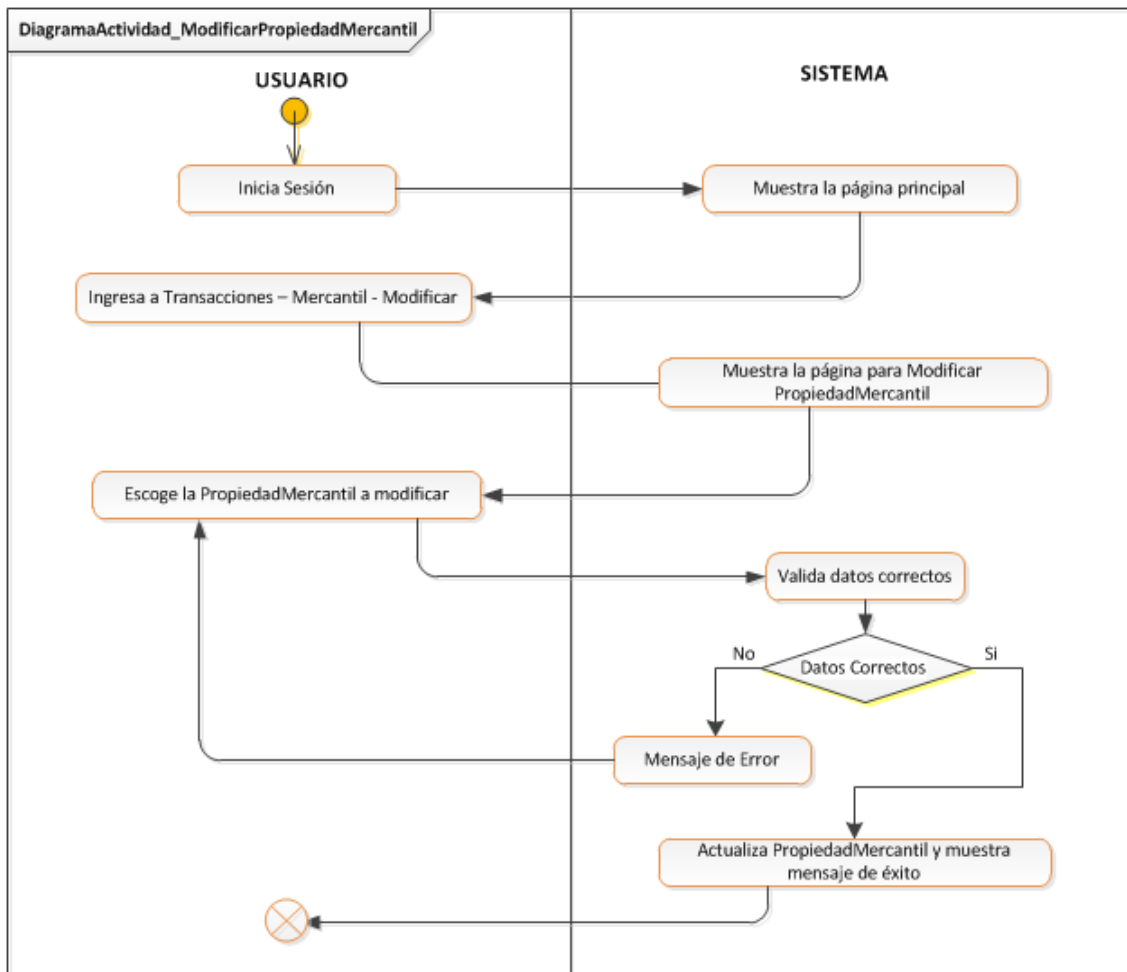 DiagramaActividad_ModificarPropiedadMercantil
USUARIO
SISTEMA
Inicia Sesión
Muestra la página principal
Ingresa a Transacciones – Mercantil - Modificar
Muestra la página para Modificar
PropiedadMercantil
Escoge la PropiedadMercantil a modificar
Valida datos correctos
No
Datos Correctos
Si
Mensaje de Error
Actualiza PropiedadMercantil y muestra
mensaje de éxito